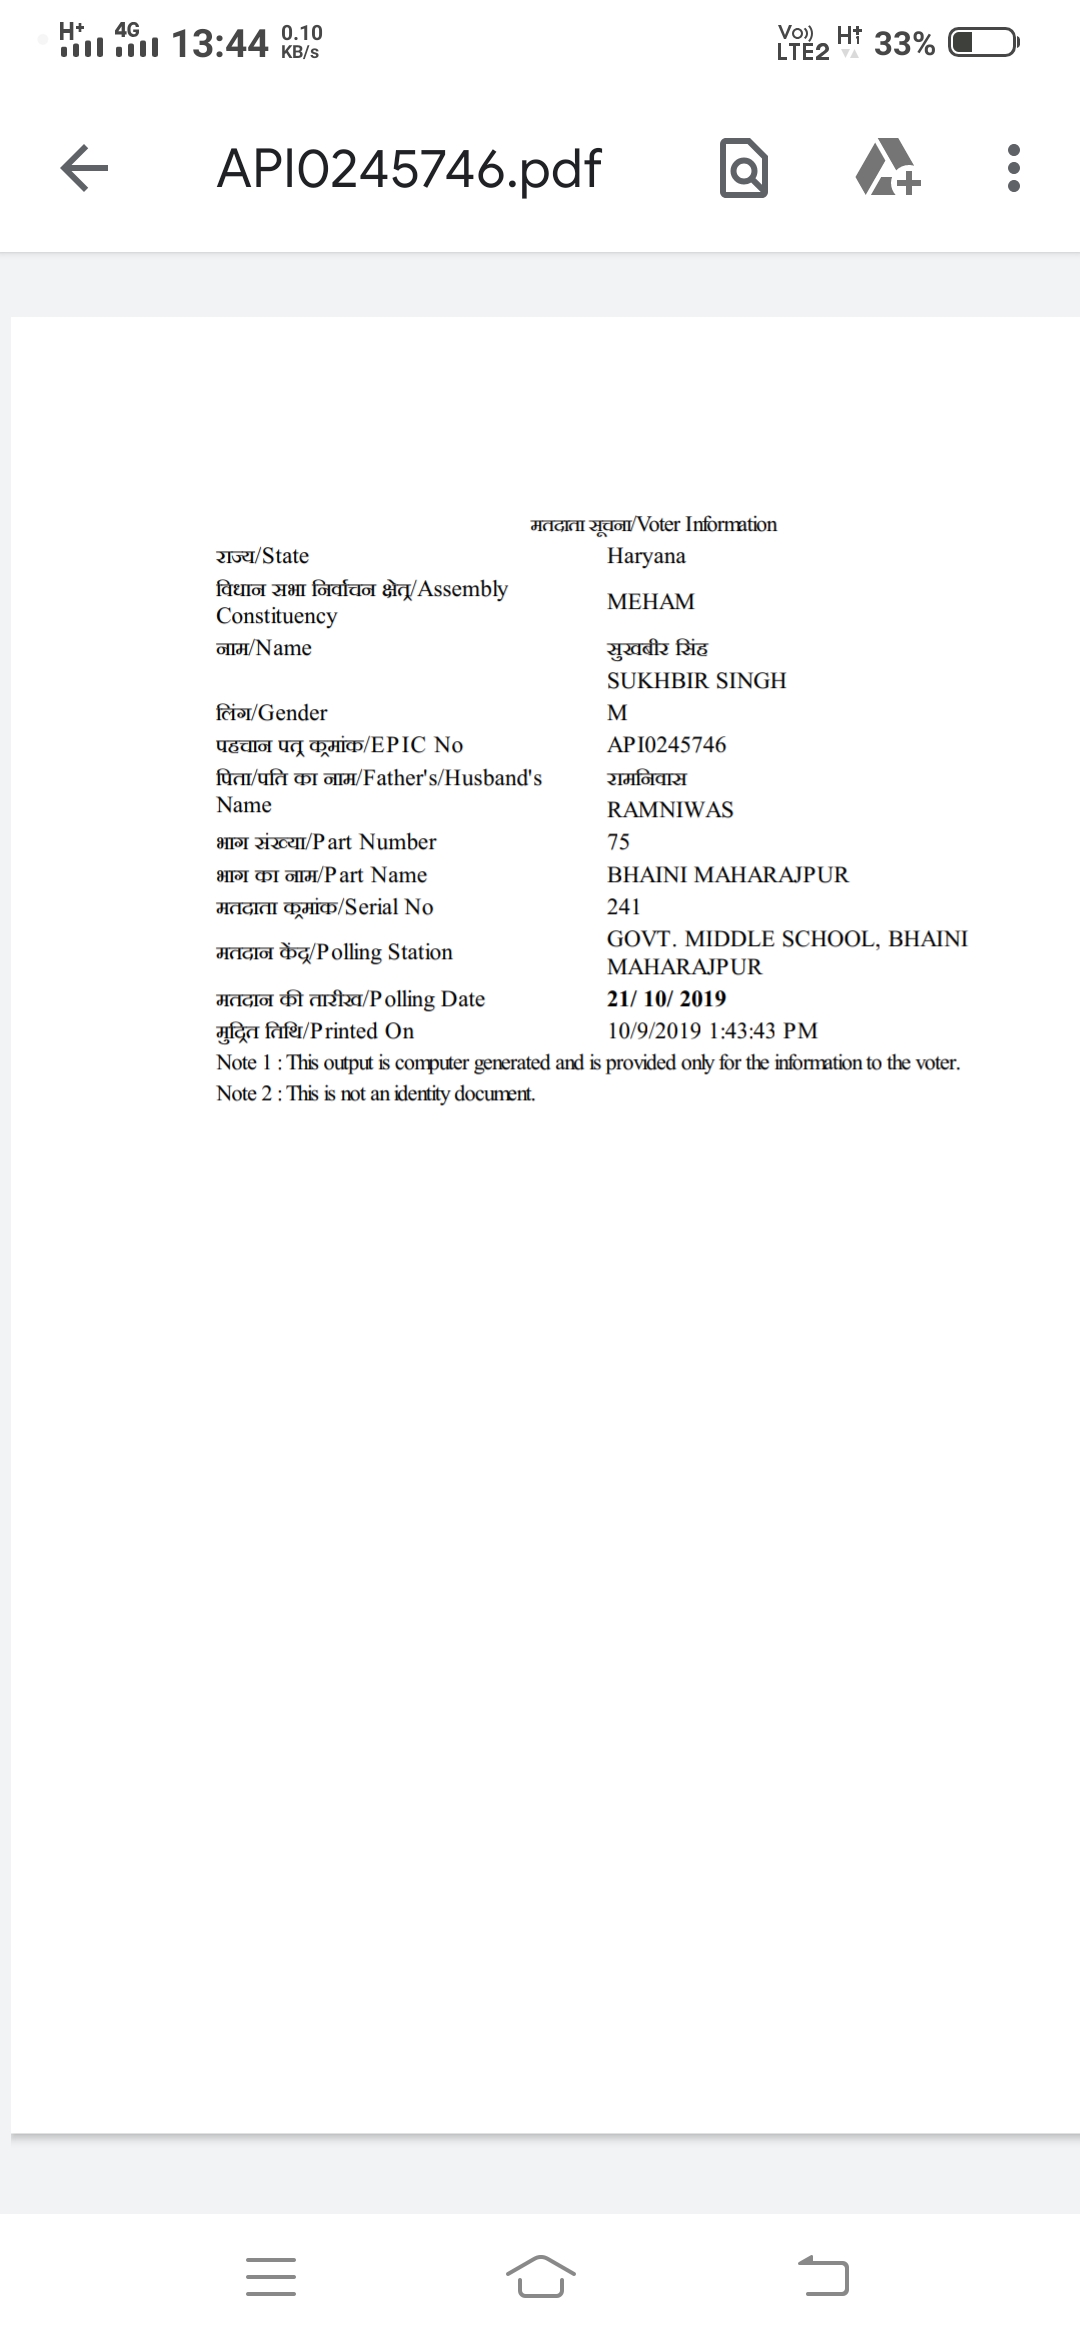 H+ 4G 13:44 0.10 KB/s Vo)) LTE2 H† 33%
API0245746.pdf
मतदाता सूचना/Voter Information
राज्य/State Haryana
विधान सभा निर्वाचन क्षेत्र/Assembly
Constituency MEHAM
नाम/Name सुखबीर सिंह
SUKHBIR SINGH
लिंग/Gender M
पहचान पत्र क्रमांक/EPIC No API0245746
पिता/पति का नाम/Father's/Husband's रामनिवास
Name RAMNIWAS
भाग संख्या/Part Number 75
भाग का नाम/Part Name BHAINI MAHARAJPUR
मतदाता क्रमांक/Serial No 241
मतदान केंद्र/Polling Station GOVT. MIDDLE SCHOOL, BHAINI
MAHARAJPUR
मतदान की तारीख/Polling Date 21/ 10/ 2019
मुद्रित तिथि/Printed On 10/9/2019 1:43:43 PM
Note 1 : This output is computer generated and is provided only for the information to the voter.
Note 2 : This is not an identity document.